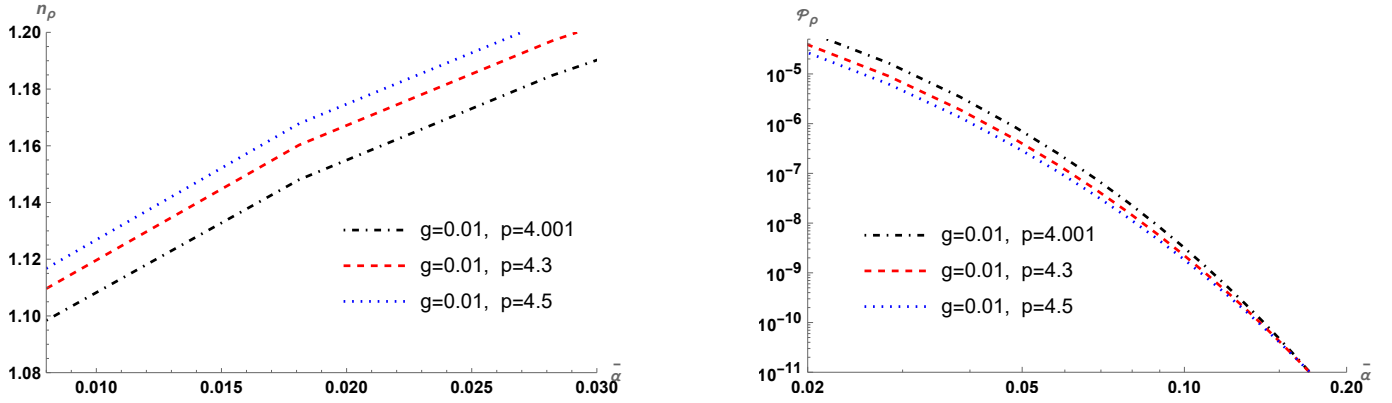 n_ρ
1.20
1.18
1.16
1.14
1.12
1.10
1.08
0.010 0.015 0.020 0.025 0.030
ᾱ
g=0.01, p=4.001
g=0.01, p=4.3
g=0.01, p=4.5
𝒫_ρ
10⁻⁵
10⁻⁶
10⁻⁷
10⁻⁸
10⁻⁹
10⁻¹⁰
10⁻¹¹
0.02 0.05 0.10 0.20
ᾱ
g=0.01, p=4.001
g=0.01, p=4.3
g=0.01, p=4.5